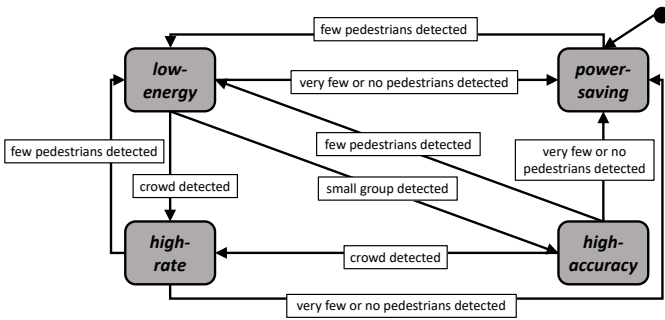 few pedestrians detected
low-
energy
very few or no pedestrians detected
power-
saving
few pedestrians detected
few pedestrians detected
very few or no
pedestrians detected
crowd detected
small group detected
high-
rate
crowd detected
high-
accuracy
very few or no pedestrians detected